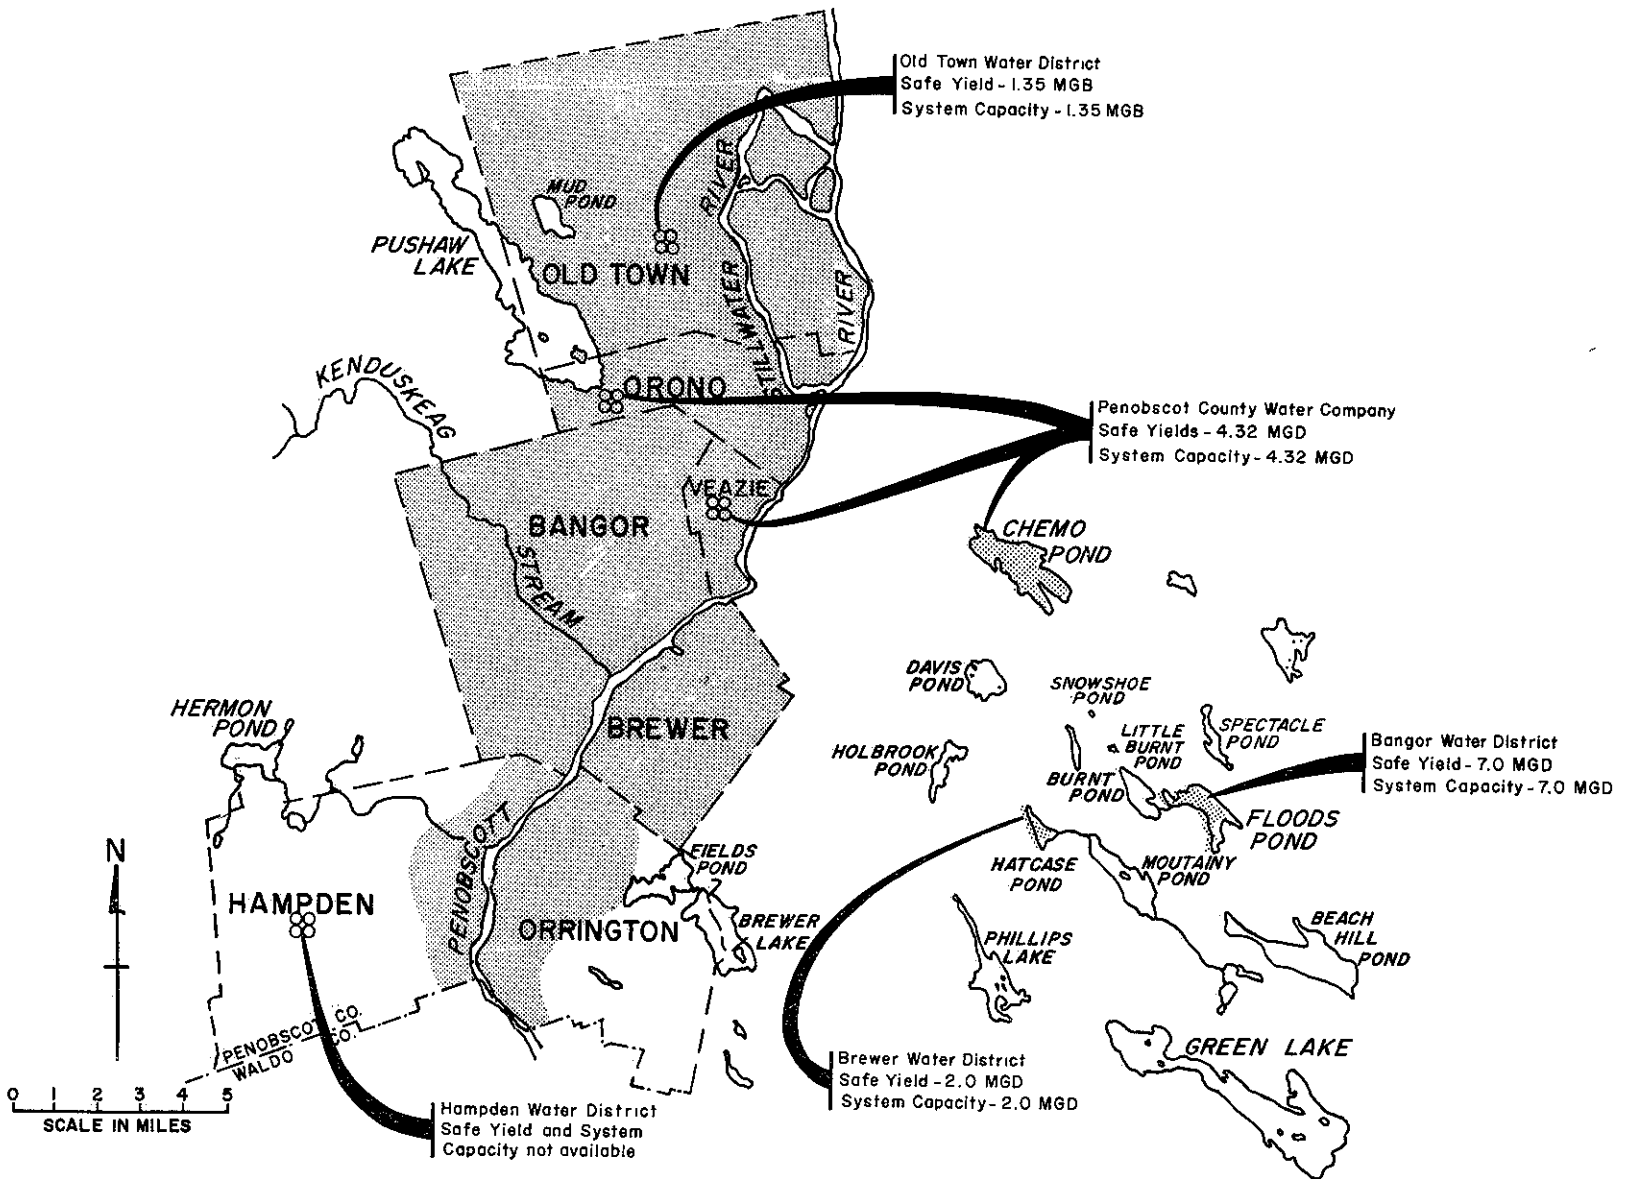 Old Town Water District
Safe Yield - 1.35 MGB
System Capacity - 1.35 MGB
RIVER
MUD
POND
PUSHAW
LAKE
OLD TOWN
STILLWATER
RIVER
KENDUSKEAG
ORONO
Penobscot County Water Company
Safe Yields - 4.32 MGD
System Capacity - 4.32 MGD
VEAZIE
BANGOR
CHEMO
POND
STREAM
DAVIS
POND
SNOWSHOE
POND
HERMON
POND
BREWER
LITTLE
BURNT
POND
SPECTACLE
POND
HOLBROOK
POND
BURNT
POND
Bangor Water District
Safe Yield - 7.0 MGD
System Capacity - 7.0 MGD
FLOODS
POND
PENOBSCOTT
N
FIELDS
POND
HATCASE
POND
MOUTAINY
POND
HAMPDEN
ORRINGTON
BREWER
LAKE
PHILLIPS
LAKE
BEACH
HILL
POND
PENOBSCOT CO.
WALDO CO.
GREEN LAKE
Brewer Water District
Safe Yield - 2.0 MGD
System Capacity - 2.0 MGD
0 1 2 3 4 5
SCALE IN MILES
Hampden Water District
Safe Yield and System
Capacity not available